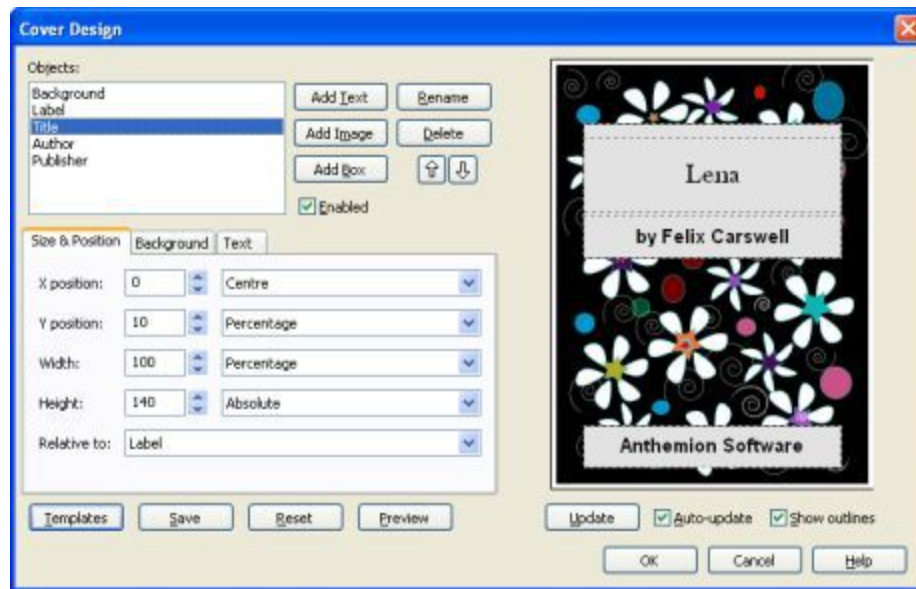 Cover Design
Objects:
Background
Label
Title
Author
Publisher
Add Text
Rename
Add Image
Delete
Add Box
Enabled
Size & Position
Background
Text
X position:
0
Centre
Y position:
10
Percentage
Width:
100
Percentage
Height:
140
Absolute
Relative to:
Label
Templates
Save
Reset
Preview
Lena
by Felix Carswell
Anthemion Software
Update
Auto-update
Show outlines
OK
Cancel
Help